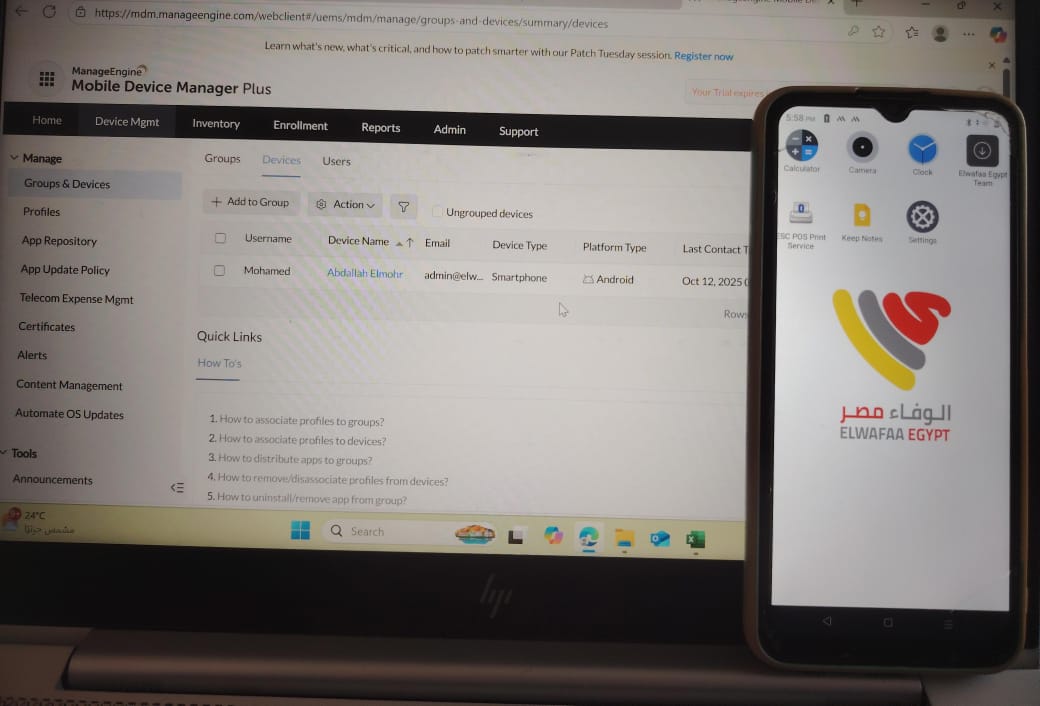 https://mdm.manageengine.com/webclient#/uems/mdm/manage/groups-and-devices/summary/devices
Learn what's new, what's critical, and how to patch smarter with our Patch Tuesday session. Register now
ManageEngine
Mobile Device Manager Plus
Your Trial expires
Home Device Mgmt Inventory Enrollment Reports Admin Support
Manage
Groups & Devices
Profiles
App Repository
App Update Policy
Telecom Expense Mgmt
Certificates
Alerts
Content Management
Automate OS Updates
Tools
Announcements
Groups Devices Users
+ Add to Group Action Ungrouped devices
Username Device Name Email Device Type Platform Type Last Contact T
Mohamed Abdallah Elmohr admin@elw... Smartphone Android Oct 12, 2025 (
Rows
Quick Links
How To's
1. How to associate profiles to groups?
2. How to associate profiles to devices?
3. How to distribute apps to groups?
4. How to remove/disassociate profiles from devices?
5. How to uninstall/remove app from group?
24°C
مشمس جزئيًا
Search
hp
5:58 PM
Calculator Camera Clock Elwafaa Egypt
Team
ESC POS Print Keep Notes Settings
Service
الوفاء مصر
ELWAFAA EGYPT